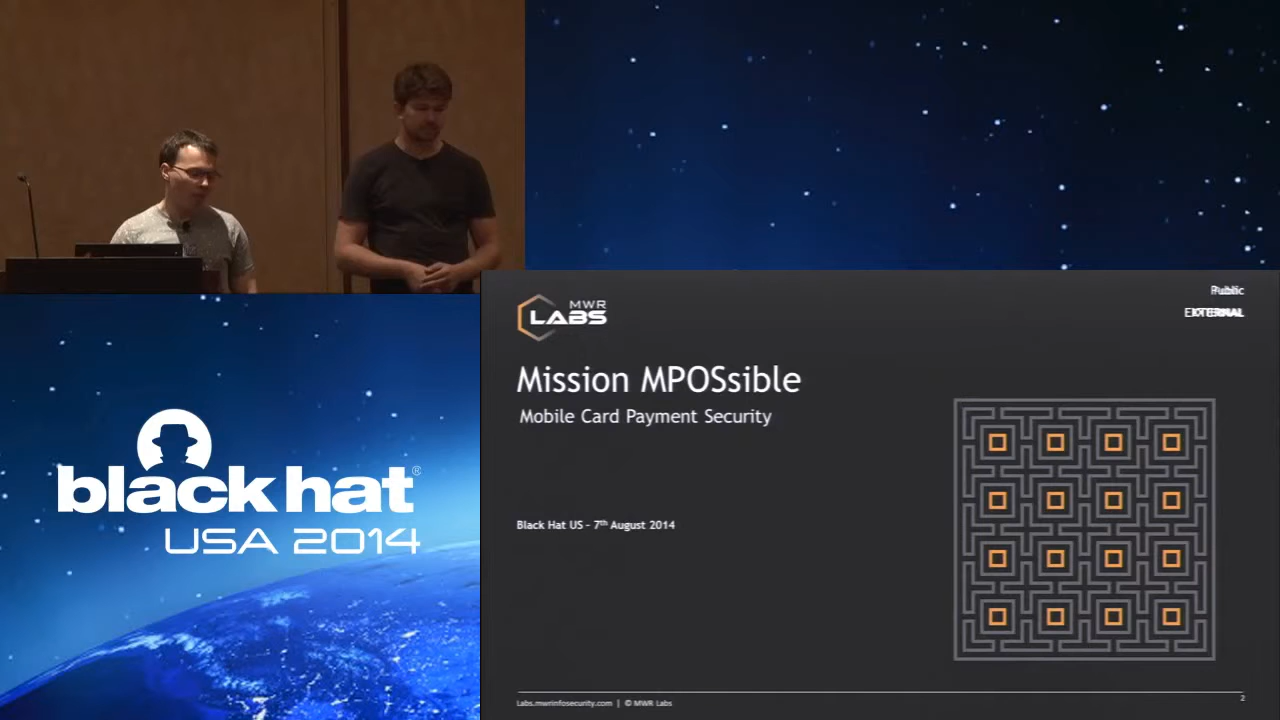 MWR
LABS
Public
Mission MPOSsible
Mobile Card Payment Security
black hat®
USA 2014
Black Hat US – 7th August 2014
Labs.mwrinfosecurity.com | © MWR Labs
2